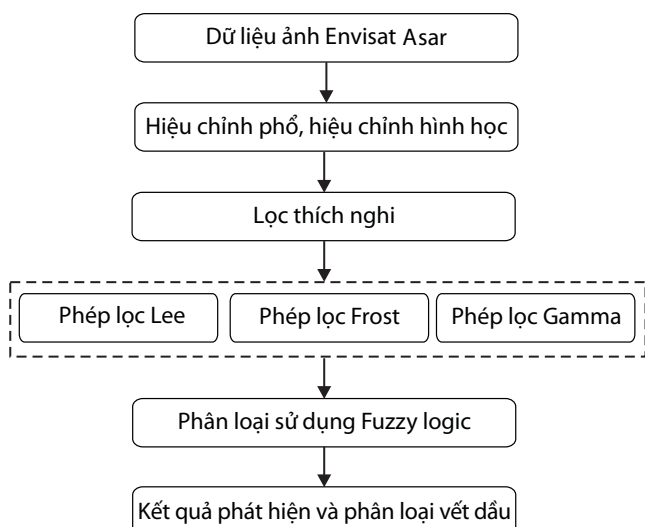 Dữ liệu ảnh Envisat Asar
Hiệu chỉnh phổ, hiệu chỉnh hình học
Lọc thích nghi
Phép lọc Lee
Phép lọc Frost
Phép lọc Gamma
Phân loại sử dụng Fuzzy logic
Kết quả phát hiện và phân loại vết dầu